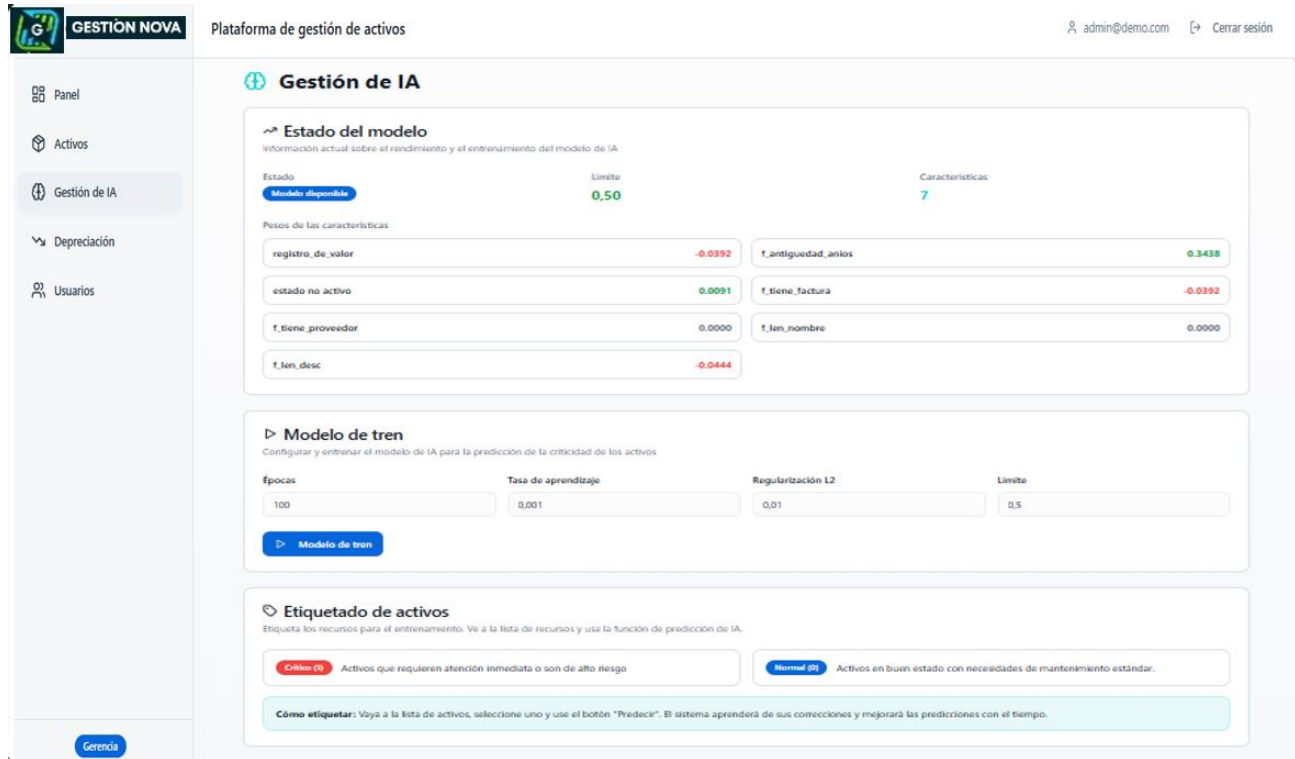 G GESTIÓN NOVA
Plataforma de gestión de activos
admin@demo.com
Cerrar sesión
Panel
Activos
Gestión de IA
Depreciación
Usuarios
Gerencia
Gestión de IA
Estado del modelo
Información actual sobre el rendimiento y el entrenamiento del modelo de IA
Estado Límite Características
Modelo disponible 0,50 7
Pesos de las características
registro_de_valor -0.0392 f_antiguedad_anios 0.3438
estado no activo 0.0091 f_tiene_factura -0.0392
f_tiene_proveedor 0.0000 f_len_nombre 0.0000
f_len_desc -0.0444
Modelo de tren
Configurar y entrenar el modelo de IA para la predicción de la criticidad de los activos
Épocas Tasa de aprendizaje Regularización L2 Límite
100 0,001 0,01 0,5
Modelo de tren
Etiquetado de activos
Etiqueta los recursos para el entrenamiento. Ve a la lista de recursos y usa la función de predicción de IA.
Crítico (1) Activos que requieren atención inmediata o son de alto riesgo Normal (0) Activos en buen estado con necesidades de mantenimiento estándar.
Cómo etiquetar: Vaya a la lista de activos, seleccione uno y use el botón "Predecir". El sistema aprenderá de sus correcciones y mejorará las predicciones con el tiempo.